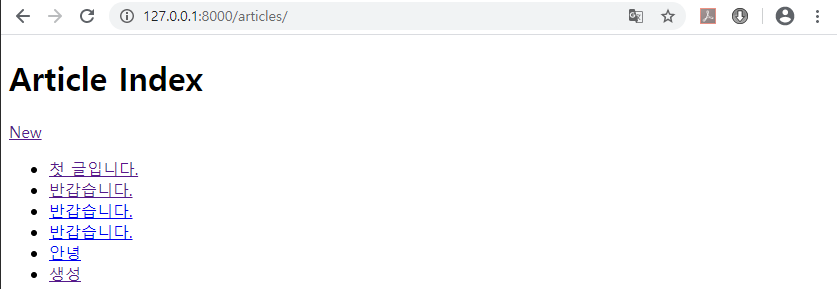 127.0.0.1:8000/articles/
Article Index
New
첫 글입니다.
반갑습니다.
반갑습니다.
반갑습니다.
안녕
생성